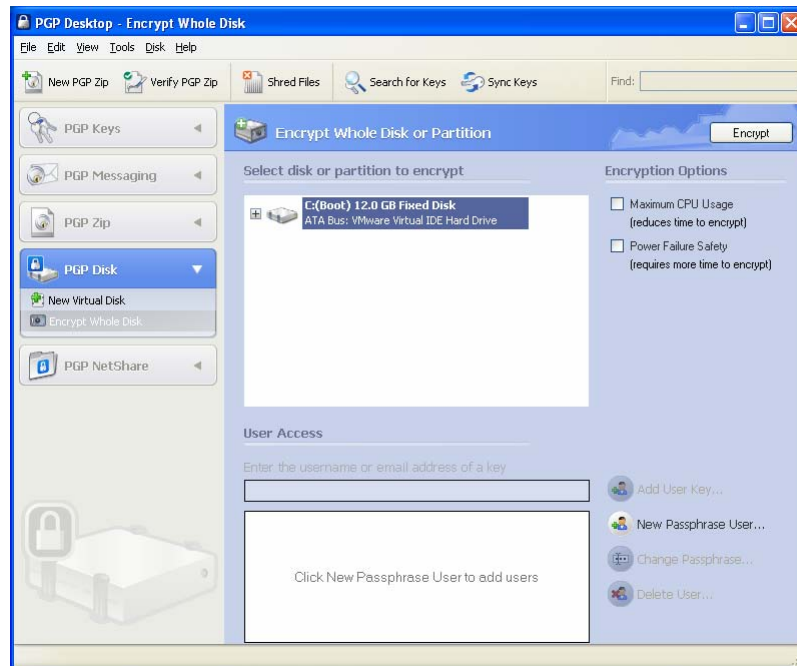 PGP Desktop - Encrypt Whole Disk
File Edit View Tools Disk Help
New PGP Zip Verify PGP Zip Shred Files Search for Keys Sync Keys Find:
PGP Keys
PGP Messaging
PGP Zip
PGP Disk
New Virtual Disk
Encrypt Whole Disk
PGP NetShare
Encrypt Whole Disk or Partition
Encrypt
Select disk or partition to encrypt
C:(Boot) 12.0 GB Fixed Disk
ATA Bus: VMware Virtual IDE Hard Drive
Encryption Options
Maximum CPU Usage
(reduces time to encrypt)
Power Failure Safety
(requires more time to encrypt)
User Access
Enter the username or email address of a key
Click New Passphrase User to add users
Add User Key...
New Passphrase User...
Change Passphrase...
Delete User...